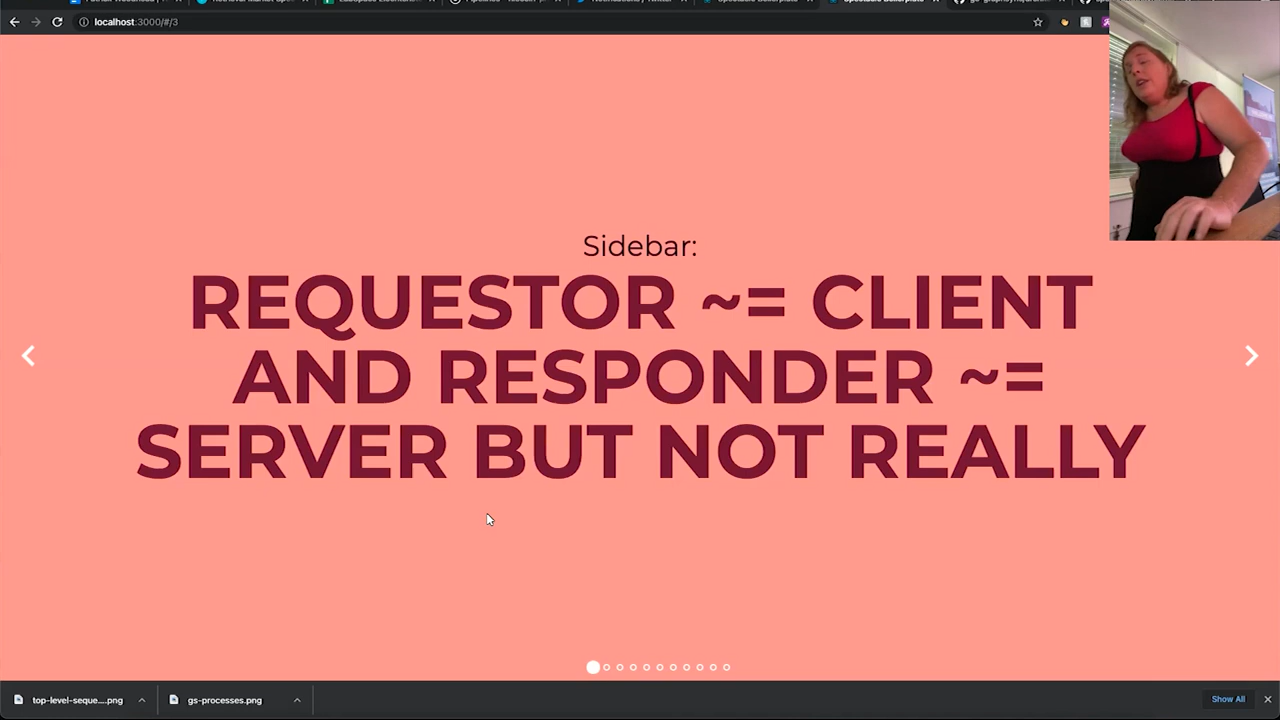 localhost:3000/#/3
Sidebar:
REQUESTOR ~= CLIENT
AND RESPONDER ~=
SERVER BUT NOT REALLY
top-level-seque....png
gs-processes.png
Show All